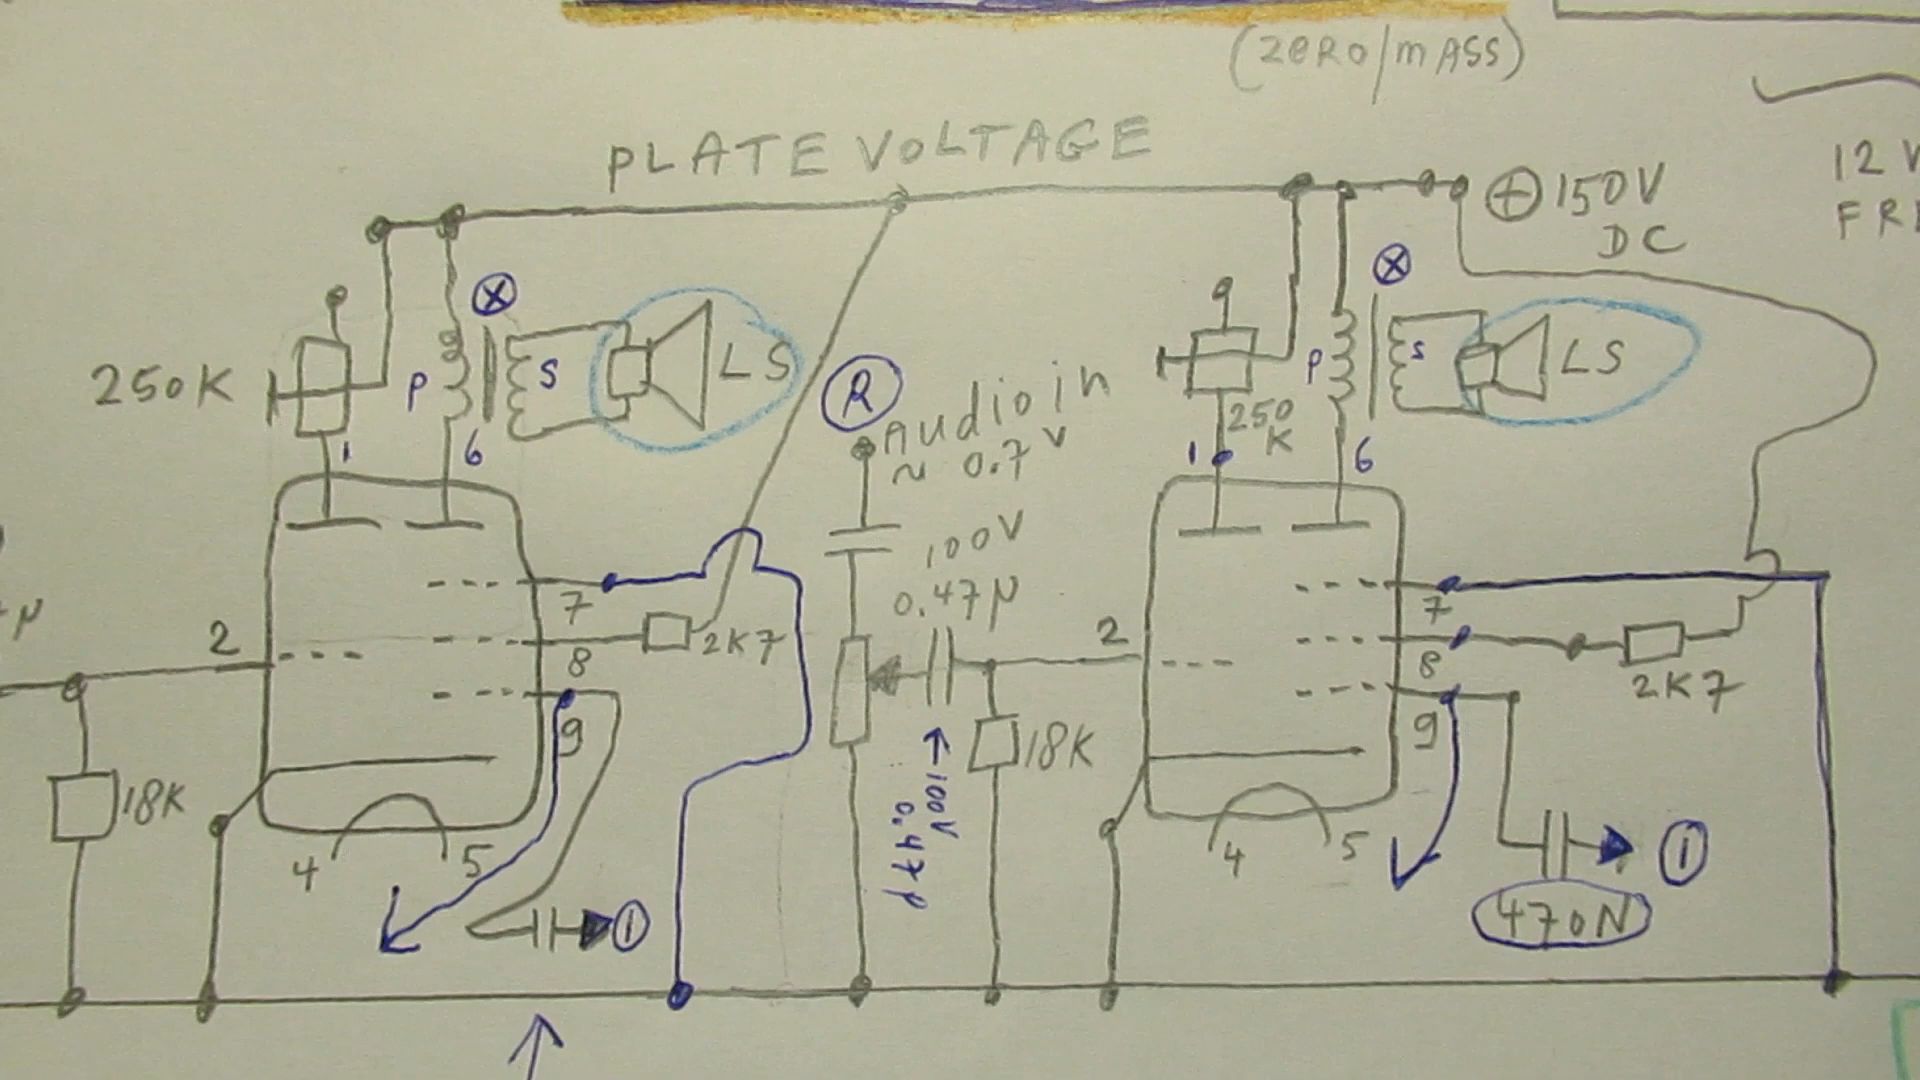 (ZERO/MASS)
PLATE VOLTAGE
+ 150V
DC
12 V
FRE
X
X
250K
P
S
LS
R
Audio in
~ 0.7 V
P
S
LS
250
K
1
6
1
6
100V
0.47µ
µ
2
7
2K7
8
9
2
7
8
2K7
9
18K
18K
←100V
0.47µ
4
5
1
4
5
1
470N